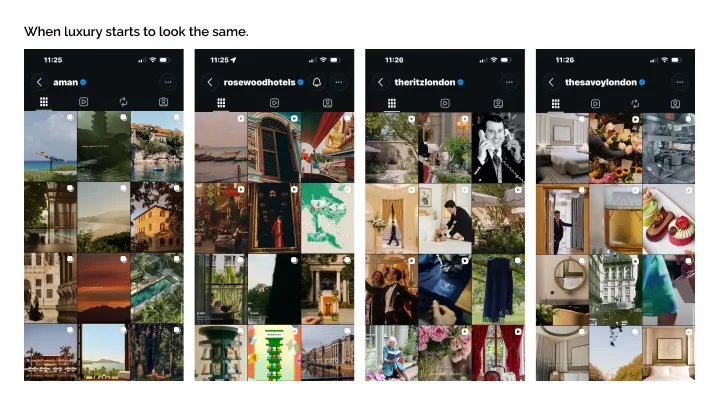 When luxury starts to look the same.
11:25
aman
11:25
rosewoodhotels
11:26
theritzlondon
11:26
thesavoylondon